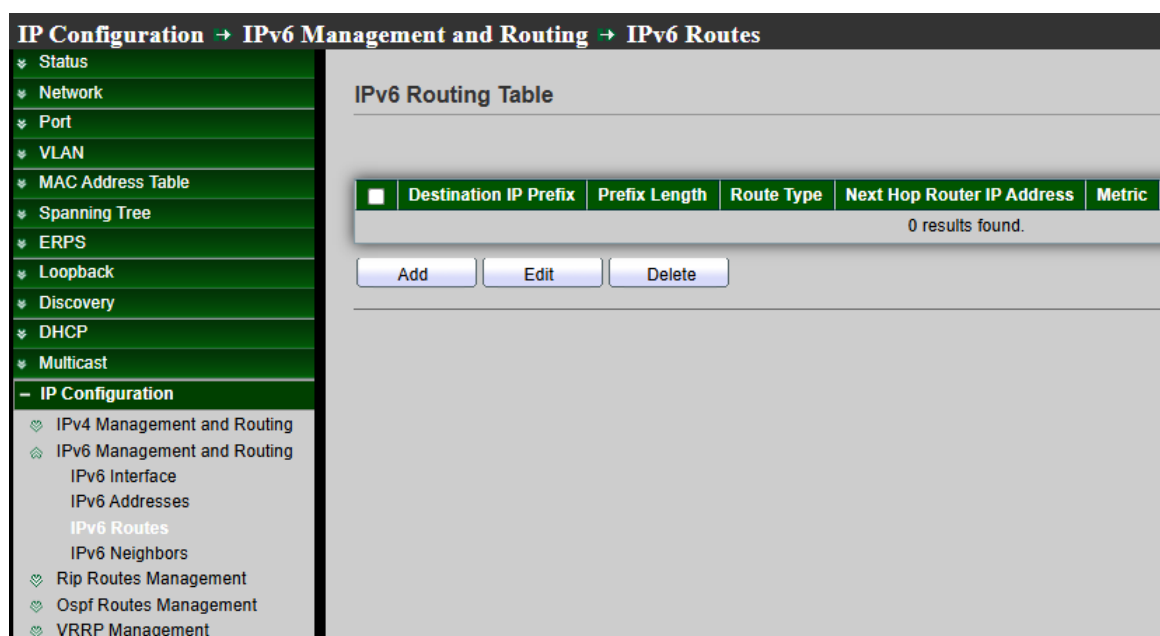 IP Configuration → IPv6 Management and Routing → IPv6 Routes
Status
Network
Port
VLAN
MAC Address Table
Spanning Tree
ERPS
Loopback
Discovery
DHCP
Multicast
IP Configuration
IPv4 Management and Routing
IPv6 Management and Routing
IPv6 Interface
IPv6 Addresses
IPv6 Routes
IPv6 Neighbors
Rip Routes Management
Ospf Routes Management
VRRP Management
IPv6 Routing Table
Destination IP Prefix Prefix Length Route Type Next Hop Router IP Address Metric
0 results found.
Add Edit Delete